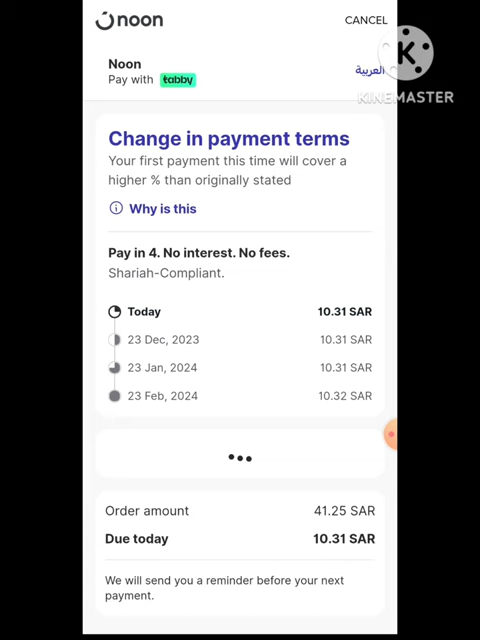 noon
CANCEL
Noon
Pay with tabby
العربية
K
KINEMASTER
Change in payment terms
Your first payment this time will cover a
higher % than originally stated
Why is this
Pay in 4. No interest. No fees.
Shariah-Compliant.
Today 10.31 SAR
23 Dec, 2023 10.31 SAR
23 Jan, 2024 10.31 SAR
23 Feb, 2024 10.32 SAR
Order amount 41.25 SAR
Due today 10.31 SAR
We will send you a reminder before your next
payment.